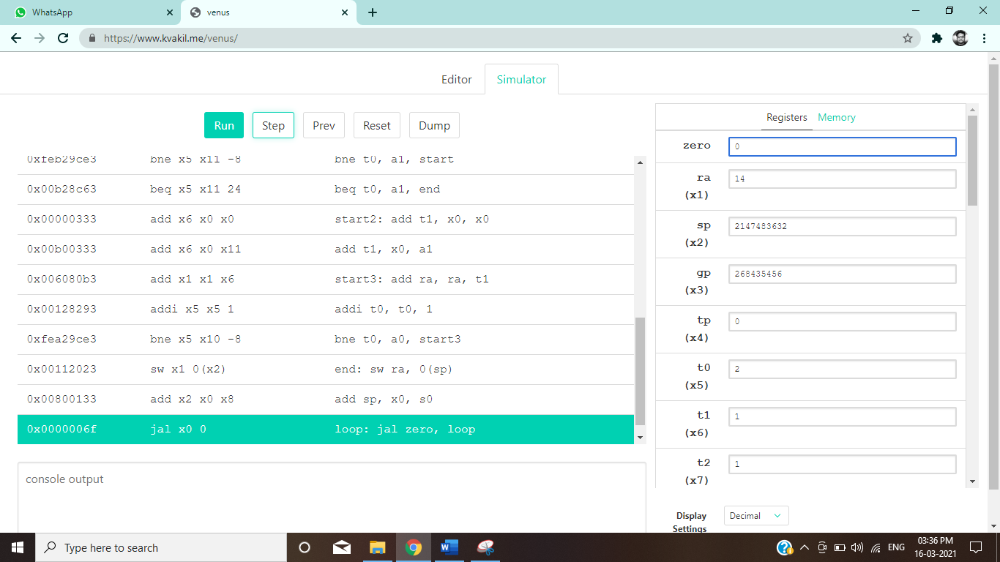 WhatsApp
venus
https://www.kvakil.me/venus/
Editor
Simulator
Run
Step
Prev
Reset
Dump
0xfeb29ce3 bne x5 x11 -8 bne t0, a1, start
0x00b28c63 beq x5 x11 24 beq t0, a1, end
0x00000333 add x6 x0 x0 start2: add t1, x0, x0
0x00b00333 add x6 x0 x11 add t1, x0, a1
0x006080b3 add x1 x1 x6 start3: add ra, ra, t1
0x00128293 addi x5 x5 1 addi t0, t0, 1
0xfea29ce3 bne x5 x10 -8 bne t0, a0, start3
0x00112023 sw x1 0(x2) end: sw ra, 0(sp)
0x00800133 add x2 x0 x8 add sp, x0, s0
0x0000006f jal x0 0 loop: jal zero, loop
console output
Registers
Memory
zero 0
ra 14
(x1)
sp 2147483632
(x2)
gp 268435456
(x3)
tp 0
(x4)
t0 2
(x5)
t1 1
(x6)
t2 1
(x7)
Display Decimal
Settings
Type here to search
ENG
03:36 PM
16-03-2021